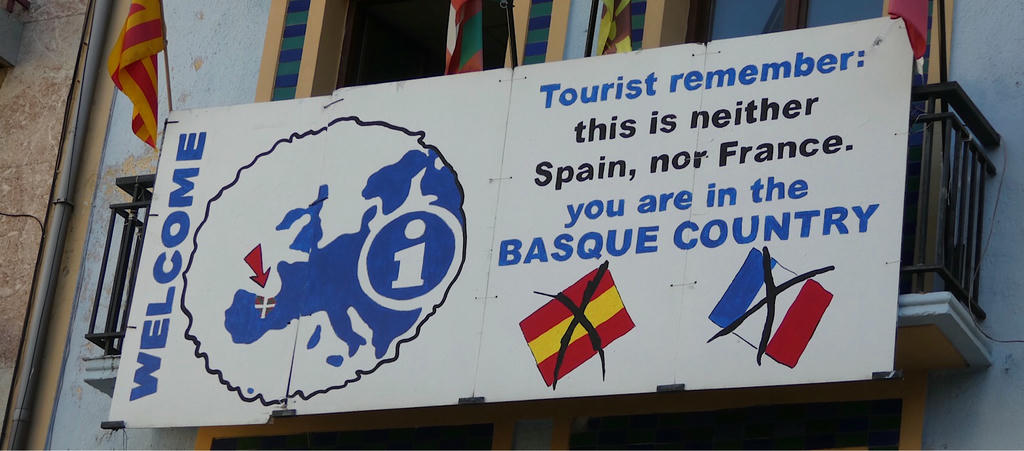 WELCOME
i
Tourist remember:
this is neither
Spain, nor France.
you are in the
BASQUE COUNTRY